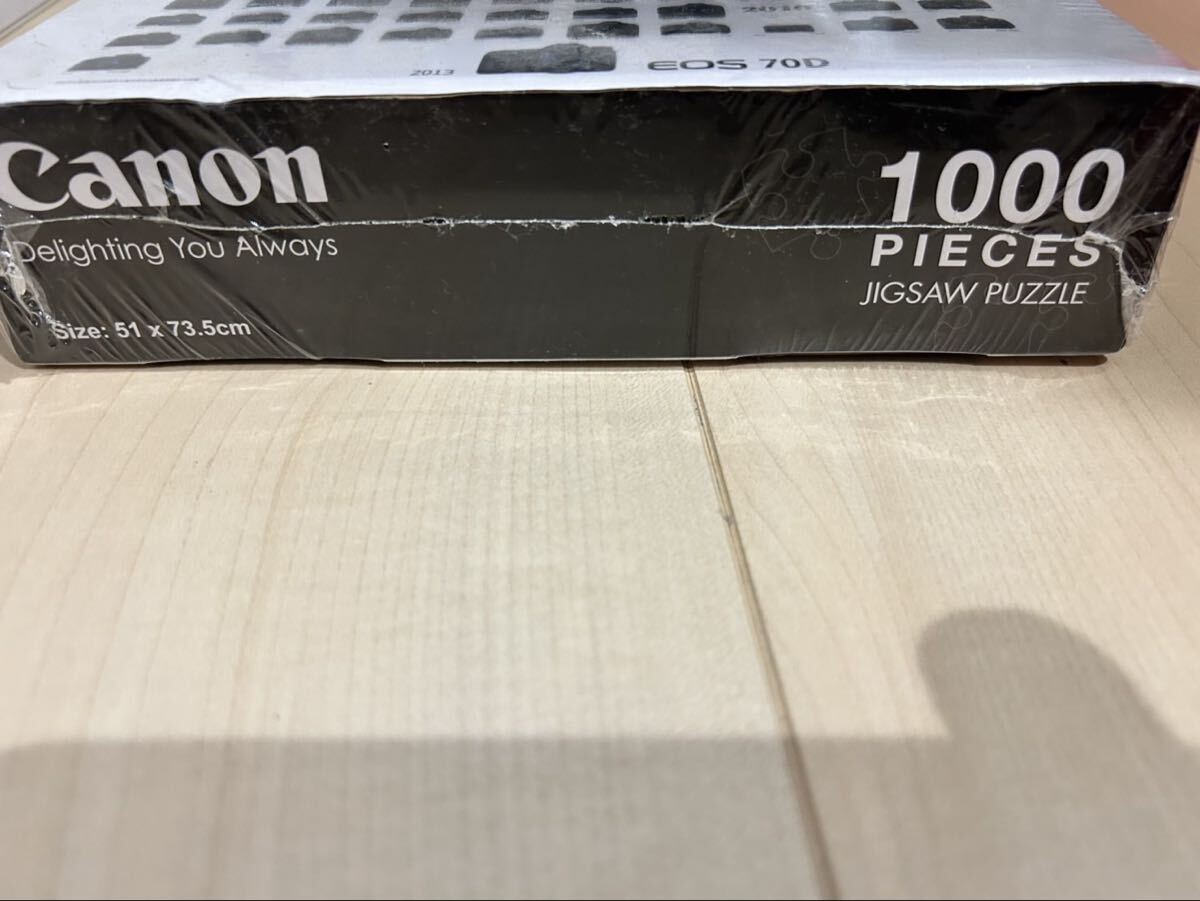 2013 EOS 70D
Canon
Delighting You Always
Size: 51 x 73.5cm
1000
PIECES
JIGSAW PUZZLE